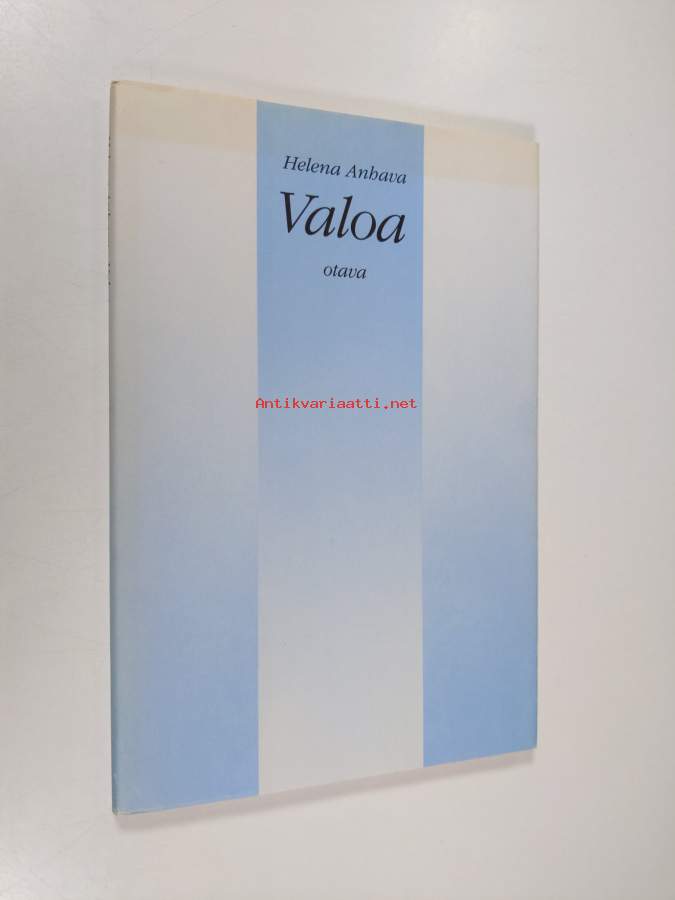 Helena Anhava
Valoa
otava
Antikvariaatti.net